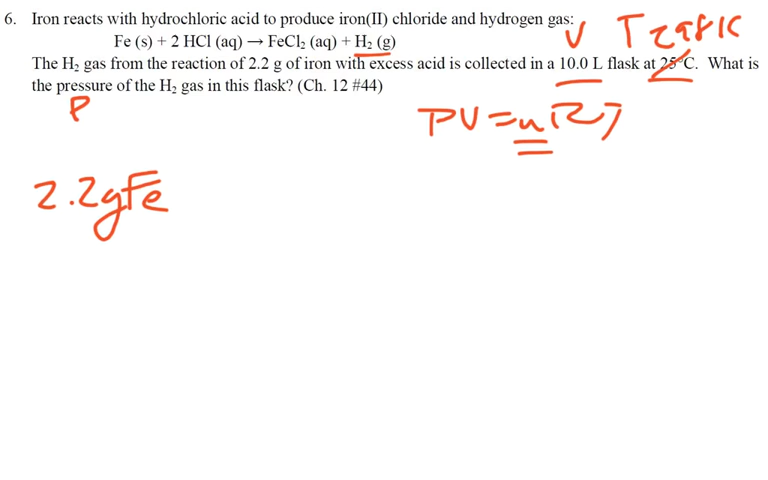 6. Iron reacts with hydrochloric acid to produce iron(II) chloride and hydrogen gas:
Fe (s) + 2 HCl (aq) → FeCl₂ (aq) + H₂ (g)
V T 298K
The H₂ gas from the reaction of 2.2 g of iron with excess acid is collected in a 10.0 L flask at 25°C. What is
the pressure of the H₂ gas in this flask? (Ch. 12 #44)
P
PV=nRT
2.2gFe